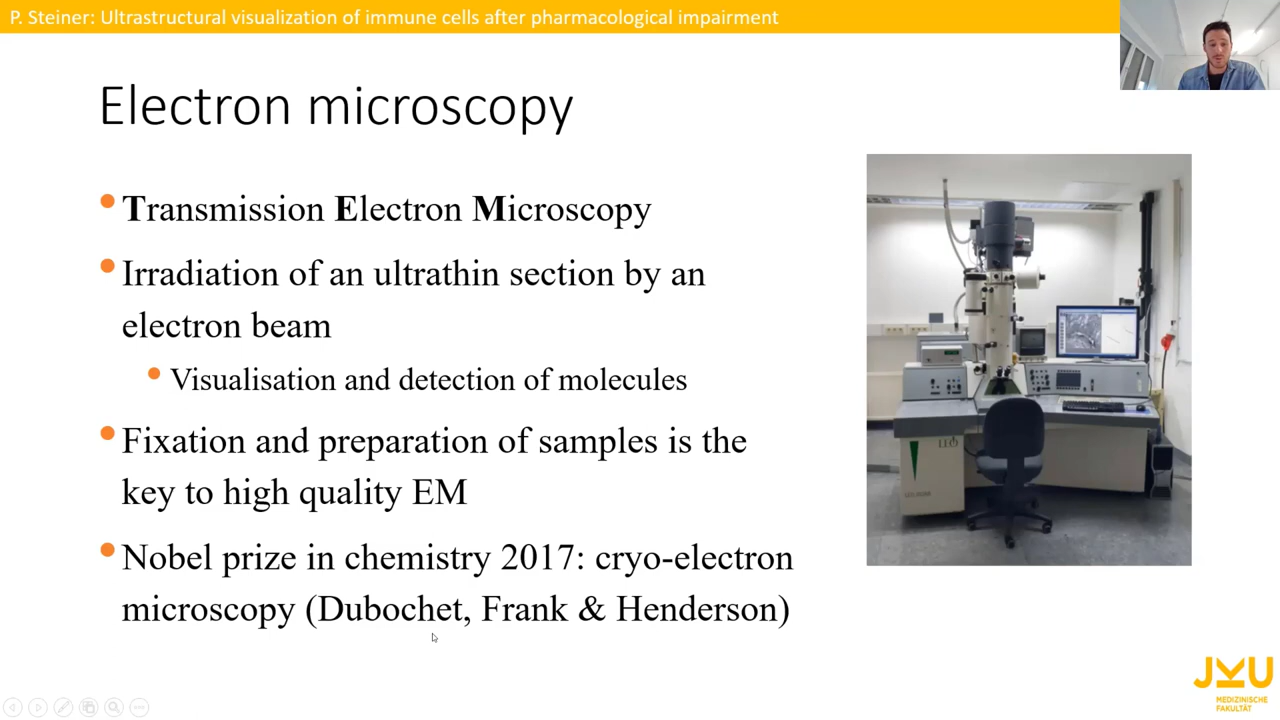 P. Steiner: Ultrastructural visualization of immune cells after pharmacological impairment
Electron microscopy
Transmission Electron Microscopy
Irradiation of an ultrathin section by an
electron beam
Visualisation and detection of molecules
Fixation and preparation of samples is the
key to high quality EM
Nobel prize in chemistry 2017: cryo-electron
microscopy (Dubochet, Frank & Henderson)
LEO
JKU
MEDIZINISCHE
FAKULTÄT